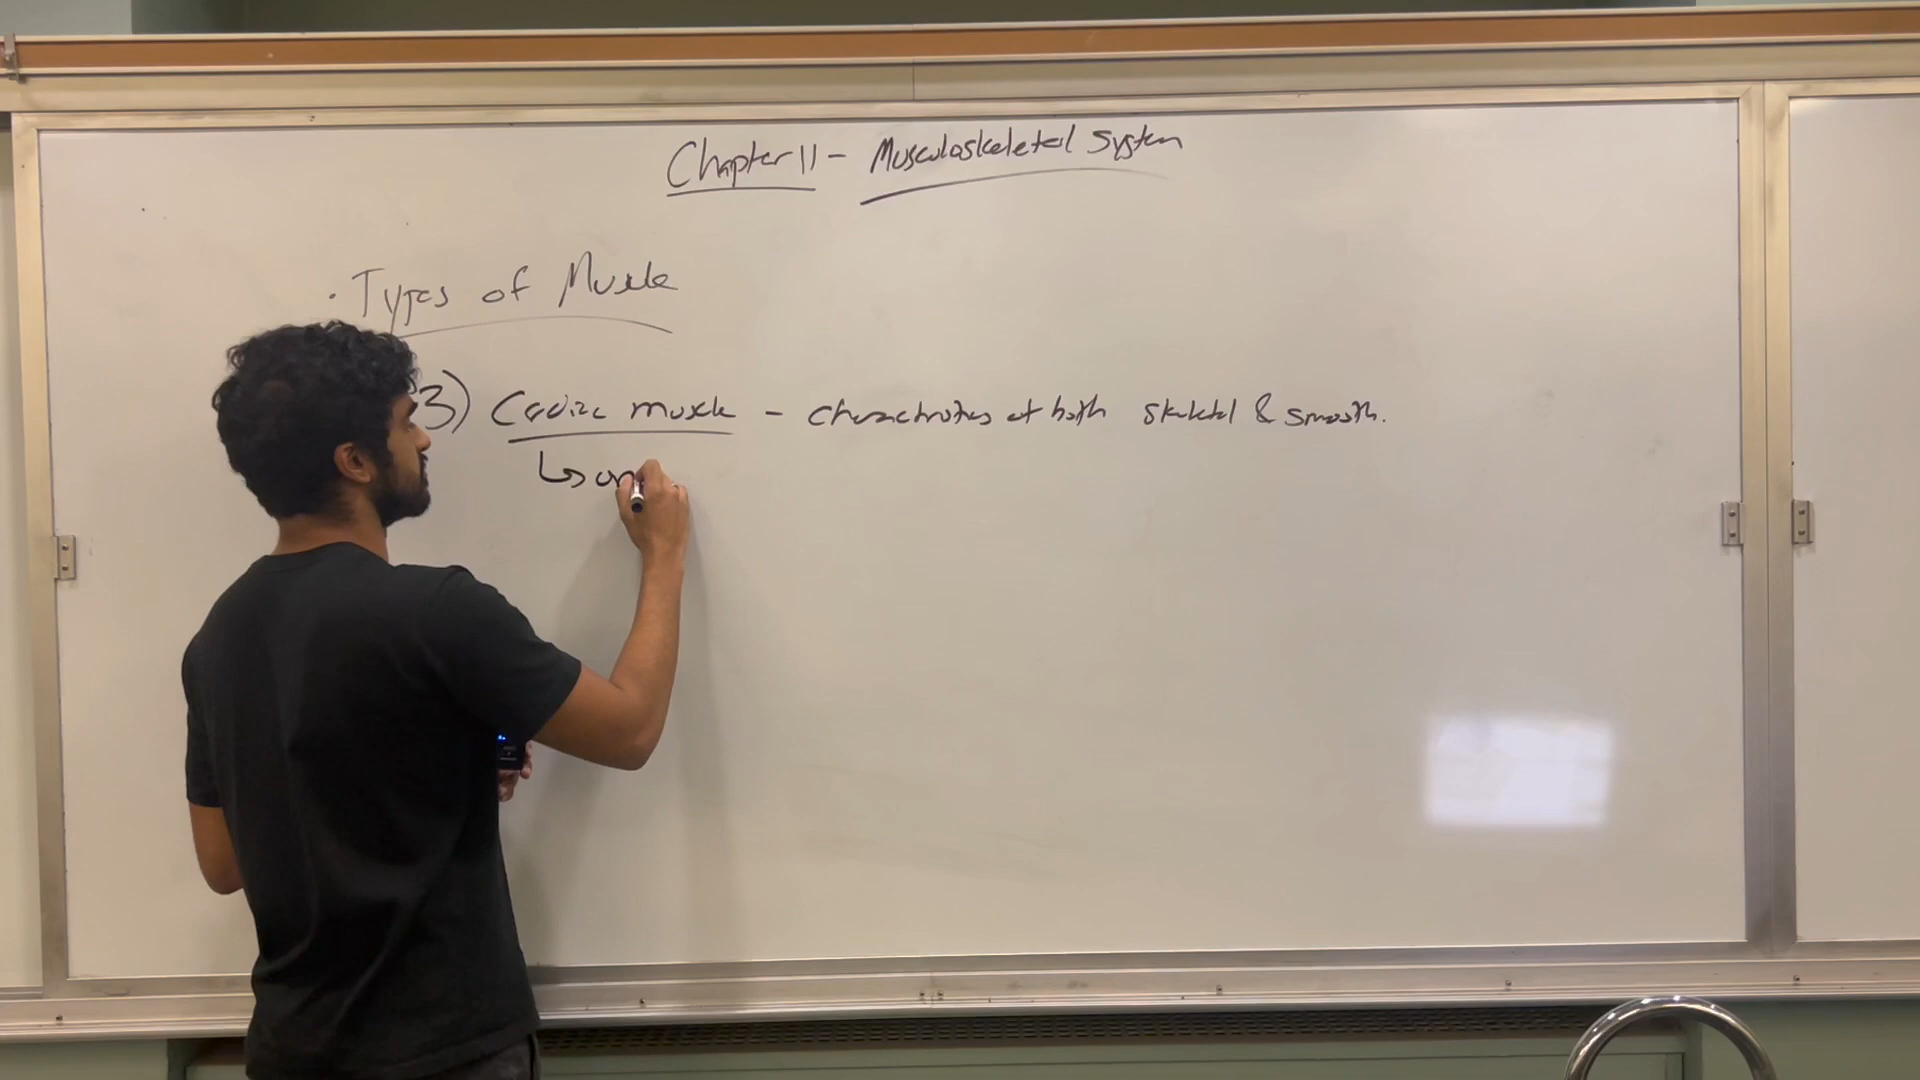 Chapter 11 - Musculoskeletal System
· Types of Muscle
3) Cardiac muscle - characteristics of both skeletal & smooth.
↳